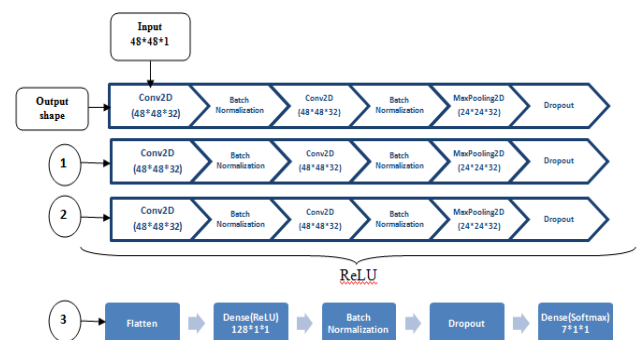 Input
48*48*1
Output
shape
Conv2D
(48*48*32)
Batch
Normalization
Conv2D
(48*48*32)
Batch
Normalization
MaxPooling2D
(24*24*32)
Dropout
1
Conv2D
(48*48*32)
Batch
Normalization
Conv2D
(48*48*32)
Batch
Normalization
MaxPooling2D
(24*24*32)
Dropout
2
Conv2D
(48*48*32)
Batch
Normalization
Conv2D
(48*48*32)
Batch
Normalization
MaxPooling2D
(24*24*32)
Dropout
ReLU
3
Flatten
Dense(ReLU)
128*1*1
Batch
Normalization
Dropout
Dense(Softmax)
7*1*1